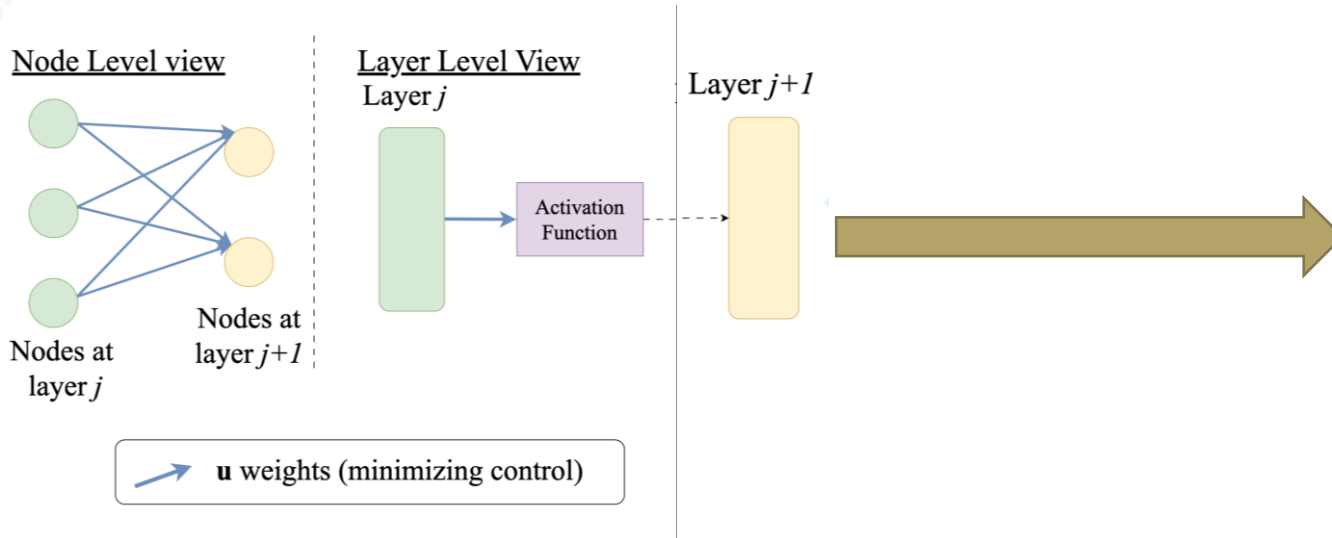 Node Level view
Nodes at
layer j
Nodes at
layer j+1
Layer Level View
Layer j
Activation
Function
Layer j+1
u weights (minimizing control)